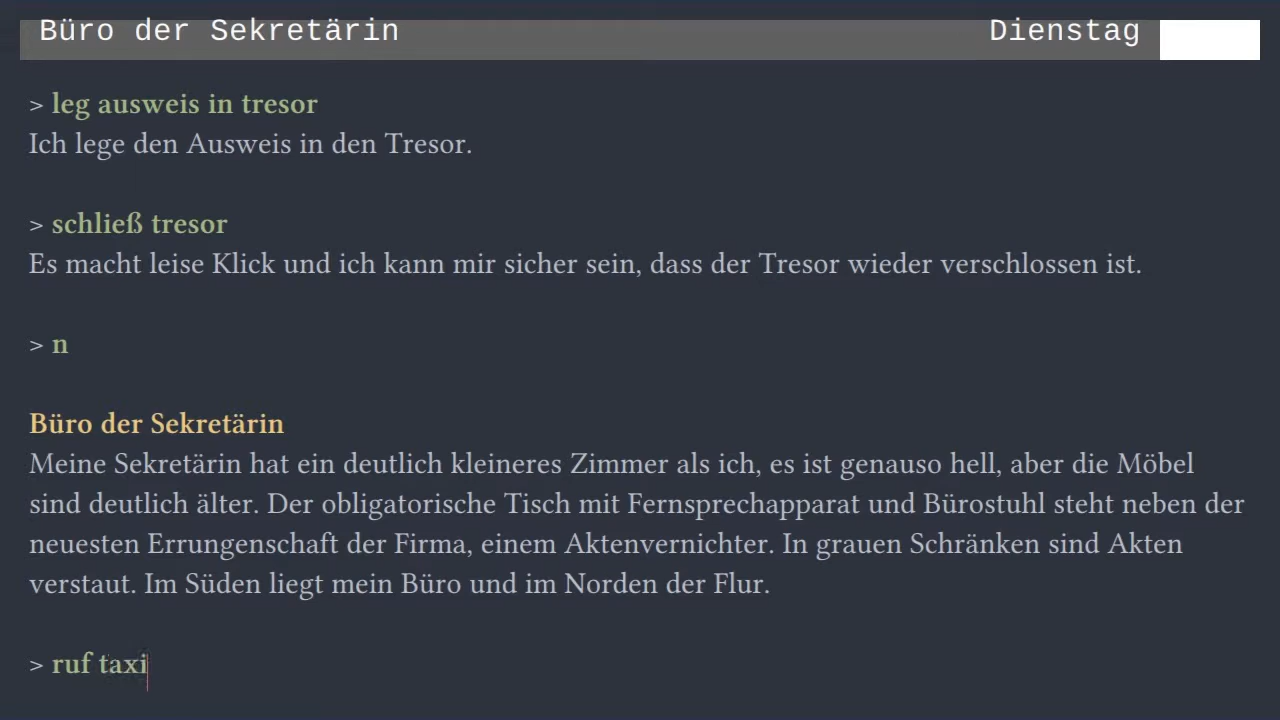 Büro der Sekretärin Dienstag
> leg ausweis in tresor
Ich lege den Ausweis in den Tresor.
> schließ tresor
Es macht leise Klick und ich kann mir sicher sein, dass der Tresor wieder verschlossen ist.
> n
Büro der Sekretärin
Meine Sekretärin hat ein deutlich kleineres Zimmer als ich, es ist genauso hell, aber die Möbel
sind deutlich älter. Der obligatorische Tisch mit Fernsprechapparat und Bürostuhl steht neben der
neuesten Errungenschaft der Firma, einem Aktenvernichter. In grauen Schränken sind Akten
verstaut. Im Süden liegt mein Büro und im Norden der Flur.
> ruf taxi